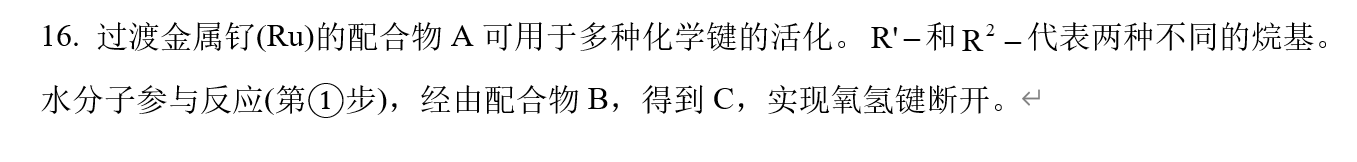 16. 过渡金属钌(Ru)的配合物 A 可用于多种化学键的活化。R'−和 R² −代表两种不同的烷基。
水分子参与反应(第①步)，经由配合物 B，得到 C，实现氧氢键断开。↵